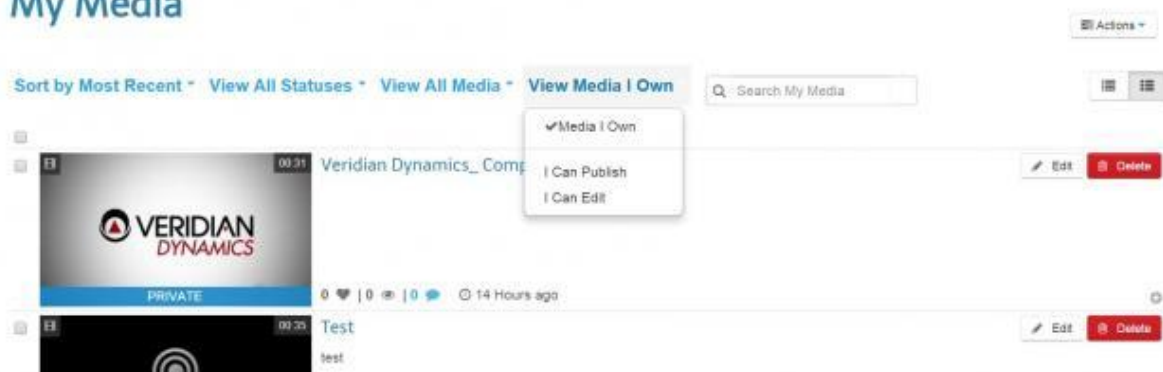 My Media
Actions
Sort by Most Recent View All Statuses View All Media View Media I Own Search My Media
Media I Own
I Can Publish
I Can Edit
00:31
Veridian Dynamics_ Comp
Edit Delete
VERIDIAN
DYNAMICS
PRIVATE
0 | 0 | 0 14 Hours ago
00:35
Test
Edit Delete
test